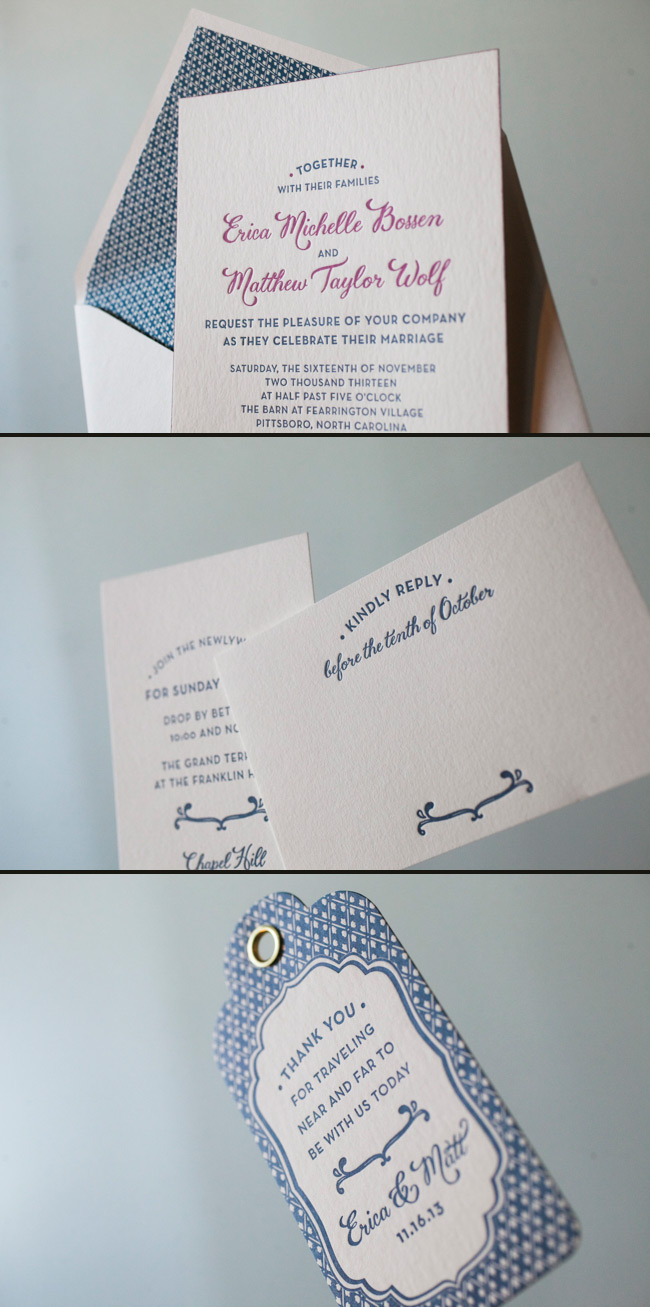 • TOGETHER •
WITH THEIR FAMILIES
Erica Michelle Bossen
AND
Matthew Taylor Wolf
REQUEST THE PLEASURE OF YOUR COMPANY
AS THEY CELEBRATE THEIR MARRIAGE
SATURDAY, THE SIXTEENTH OF NOVEMBER
TWO THOUSAND THIRTEEN
AT HALF PAST FIVE O'CLOCK
THE BARN AT FEARRINGTON VILLAGE
PITTSBORO, NORTH CAROLINA
• JOIN THE
FOR SUNDAY
DROP BY
10:00 AND
THE GRAND
AT THE FRANKLIN
Chapel Hill
• KINDLY REPLY •
before the tenth of October
• THANK YOU •
FOR TRAVELING
NEAR AND FAR TO
BE WITH US TODAY
Erica & Matt
11.16.13